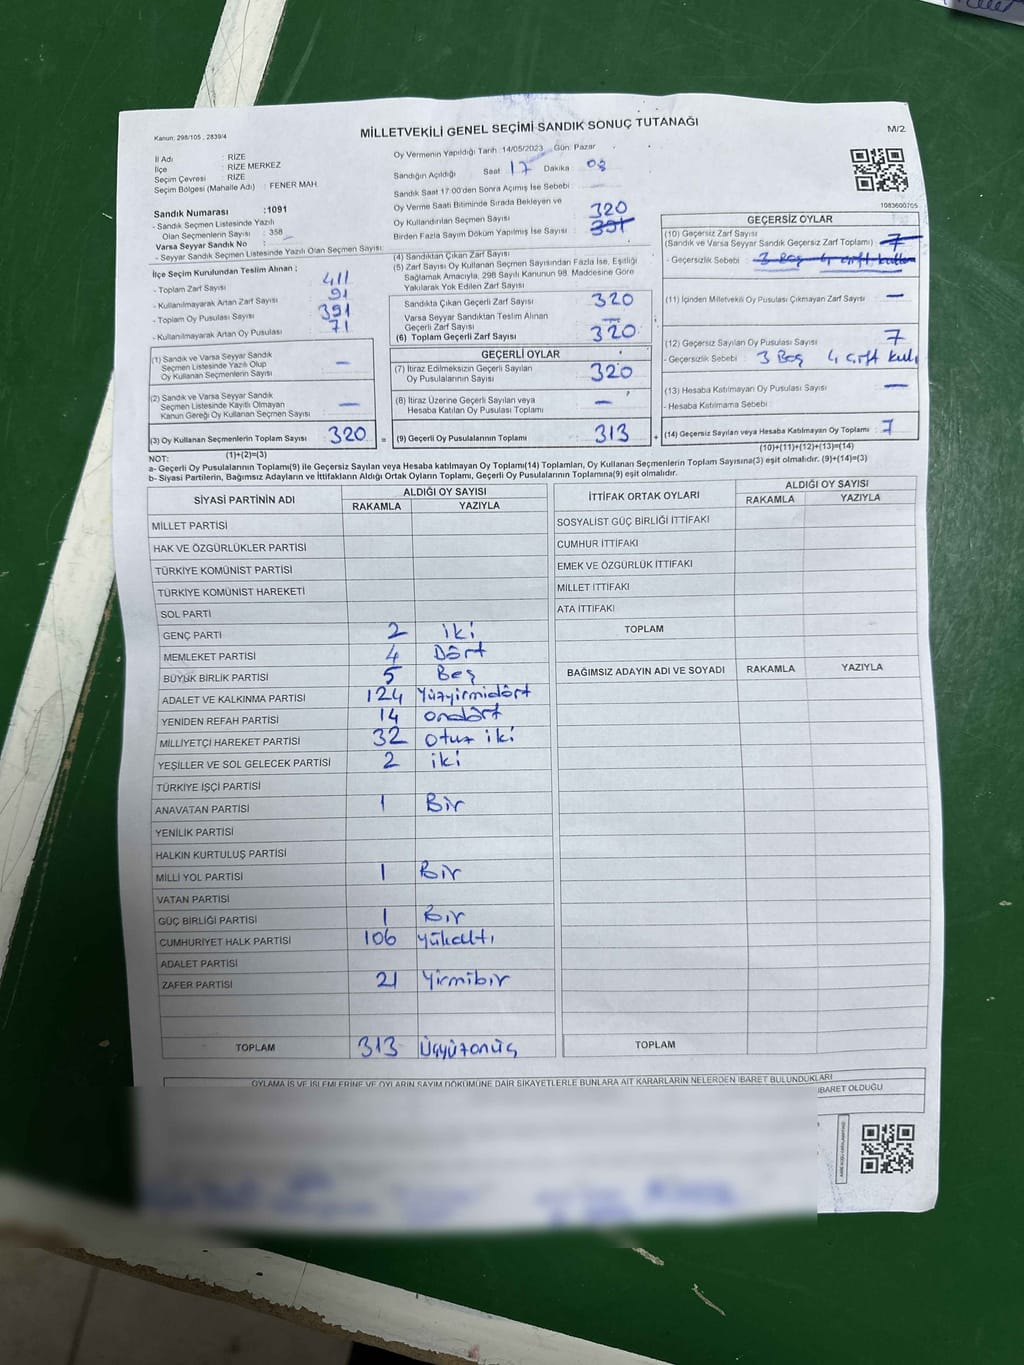 Kanun, 298/105 , 2839/4
MİLLETVEKİLİ GENEL SEÇİMİ SANDIK SONUÇ TUTANAĞI
M/2
İl Adı : RİZE
İlçe : RİZE MERKEZ
Seçim Çevresi : RİZE
Seçim Bölgesi (Mahalle Adı) : FENER MAH.
Oy Vermenin Yapıldığı Tarih :14/05/2023 Gün: Pazar
Sandığın Açıldığı Saat 17 Dakika 08
Sandık Saat 17:00'den Sonra Açımış İse Sebebi
Oy Verme Saati Bitiminde Sırada Bekleyen ve
Oy Kullandırılan Seçmen Sayısı
Birden Fazla Sayım Döküm Yapılmış İse Sayısı :
1083600705
Sandık Numarası :1091
- Sandık Seçmen Listesinde Yazılı
Olan Seçmenlerin Sayısı : 358
Varsa Seyyar Sandık No :
- Seyyar Sandık Seçmen Listesinde Yazılı Olan Seçmen Sayısı:
İlçe Seçim Kurulundan Teslim Alınan ;
- Toplam Zarf Sayısı 411
- Kullanılmayarak Artan Zarf Sayısı 91
- Toplam Oy Pusulası Sayısı 391
- Kullanılmayarak Artan Oy Pusulası 71
(1) Sandık ve Varsa Seyyar Sandık
Seçmen Listesinde Yazılı Olup
Oy Kullanan Seçmenlerin Sayısı —
(2) Sandık ve Varsa Seyyar Sandık
Seçmen Listesinde Kayıtlı Olmayan
Kanun Gereği Oy Kullanan Seçmen Sayısı —
(3) Oy Kullanan Seçmenlerin Toplam Sayısı 320
(1)+(2)=(3)
(4) Sandıktan Çıkan Zarf Sayısı 320 391
(5) Zarf Sayısı Oy Kullanan Seçmen Sayısından Fazla İse, Eşitliği
Sağlamak Amacıyla, 298 Sayılı Kanunun 98. Maddesine Göre
Yakılarak Yok Edilen Zarf Sayısı
Sandıkta Çıkan Geçerli Zarf Sayısı 320
Varsa Seyyar Sandıktan Teslim Alınan
Geçerli Zarf Sayısı —
(6) Toplam Geçerli Zarf Sayısı 320
GEÇERLİ OYLAR
(7) İtiraz Edilmeksizin Geçerli Sayılan
Oy Pusulalarının Sayısı 320
(8) İtiraz Üzerine Geçerli Sayılan veya
Hesaba Katılan Oy Pusulası Toplamı —
= (9) Geçerli Oy Pusulalarının Toplamı 313 +
GEÇERSİZ OYLAR
(10) Geçersiz Zarf Sayısı
(Sandık ve Varsa Seyyar Sandık Geçersiz Zarf Toplamı) : 7
- Geçersizlik Sebebi : 3 Boş 4 çift kullan
(11) İçinden Milletvekili Oy Pusulası Çıkmayan Zarf Sayısı : —
(12) Geçersiz Sayılan Oy Pusulası Sayısı : 7
- Geçersizlik Sebebi : 3 Boş 4 çift kull
(13) Hesaba Katılmayan Oy Pusulası Sayısı : —
- Hesaba Katılmama Sebebi :
(14) Geçersiz Sayılan veya Hesaba Katılmayan Oy Toplamı : 7
(10)+(11)+(12)+(13)=(14)
NOT:
a- Geçerli Oy Pusulalarının Toplamı(9) ile Geçersiz Sayılan veya Hesaba katılmayan Oy Toplamı(14) Toplamları, Oy Kullanan Seçmenlerin Toplam Sayısına(3) eşit olmalıdır. (9)+(14)=(3)
b- Siyasi Partilerin, Bağımsız Adayların ve İttifakların Aldığı Ortak Oyların Toplamı, Geçerli Oy Pusulalarının Toplamına(9) eşit olmalıdır.
SİYASİ PARTİNİN ADI ALDIĞI OY SAYISI
RAKAMLA YAZIYLA
MİLLET PARTİSİ
HAK VE ÖZGÜRLÜKLER PARTİSİ
TÜRKİYE KOMÜNİST PARTİSİ
TÜRKİYE KOMÜNİST HAREKETİ
SOL PARTİ
GENÇ PARTİ 2 iki
MEMLEKET PARTİSİ 4 Dört
BÜYÜK BİRLİK PARTİSİ 5 Beş
ADALET VE KALKINMA PARTİSİ 124 Yüzyirmidört
YENİDEN REFAH PARTİSİ 14 ondört
MİLLİYETÇİ HAREKET PARTİSİ 32 otuz iki
YEŞİLLER VE SOL GELECEK PARTİSİ 2 iki
TÜRKİYE İŞÇİ PARTİSİ
ANAVATAN PARTİSİ 1 Bir
YENİLİK PARTİSİ
HALKIN KURTULUŞ PARTİSİ
MİLLİ YOL PARTİSİ 1 Bir
VATAN PARTİSİ
GÜÇ BİRLİĞİ PARTİSİ 1 Bir
CUMHURİYET HALK PARTİSİ 106 yükaltı
ADALET PARTİSİ
ZAFER PARTİSİ 21 Yirmibir
TOPLAM 313 Üçyüzonüç
İTTİFAK ORTAK OYLARI ALDIĞI OY SAYISI
RAKAMLA YAZIYLA
SOSYALİST GÜÇ BİRLİĞİ İTTİFAKI
CUMHUR İTTİFAKI
EMEK VE ÖZGÜRLÜK İTTİFAKI
MİLLET İTTİFAKI
ATA İTTİFAKI
TOPLAM
BAĞIMSIZ ADAYIN ADI VE SOYADI RAKAMLA YAZIYLA
TOPLAM
OYLAMA İŞ VE İŞLEMLERİNE VE OYLARIN SAYIM DÖKÜMÜNE DAİR ŞİKAYETLERLE BUNLARA AİT KARARLARIN NELERDEN İBARET BULUNDUKLARI
İBARET OLDUĞU